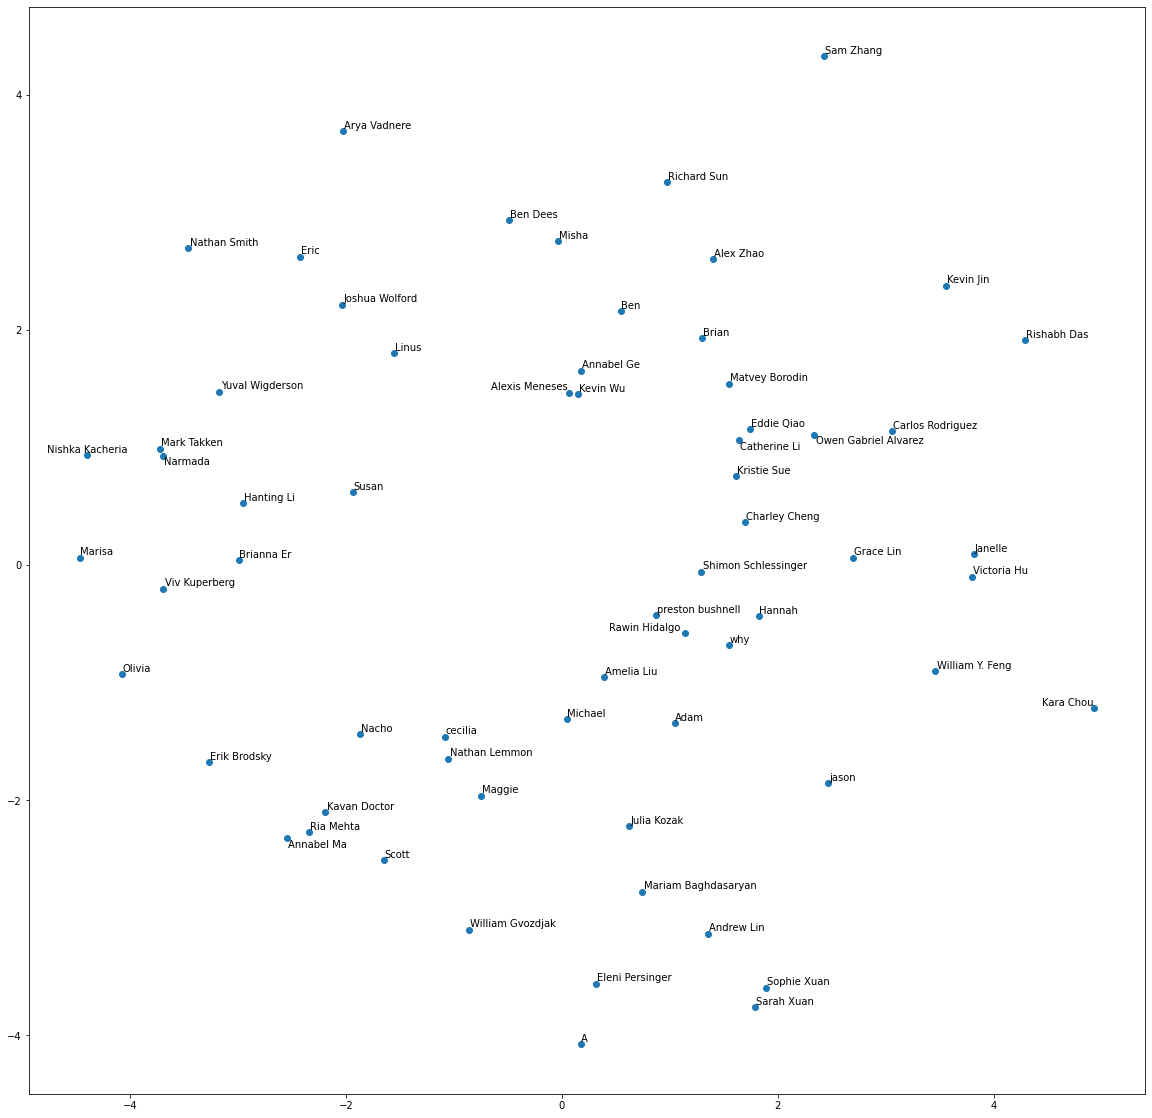 Sam Zhang
4
Arya Vadnere
Richard Sun
Ben Dees
Misha
Nathan Smith
Eric
Alex Zhao
Kevin Jin
Joshua Wolford
Ben
2
Brian
Rishabh Das
Linus
Annabel Ge
Matvey Borodin
Yuval Wigderson
Alexis Meneses
Kevin Wu
Eddie Qiao
Carlos Rodriguez
Owen Gabriel Alvarez
Catherine Li
Mark Takken
Nishka Kacheria
Narmada
Kristie Sue
Susan
Hanting Li
Charley Cheng
Marisa
Brianna Er
Grace Lin
Janelle
0
Shimon Schlessinger
Victoria Hu
Viv Kuperberg
preston bushnell
Hannah
Rawin Hidalgo
why
Olivia
Amelia Liu
William Y. Feng
Kara Chou
Michael
Adam
Nacho
cecilia
Erik Brodsky
Nathan Lemmon
jason
Maggie
−2
Kavan Doctor
Julia Kozak
Ria Mehta
Annabel Ma
Scott
Mariam Baghdasaryan
William Gvozdjak
Andrew Lin
Eleni Persinger
Sophie Xuan
Sarah Xuan
−4
A
−4 −2 0 2 4